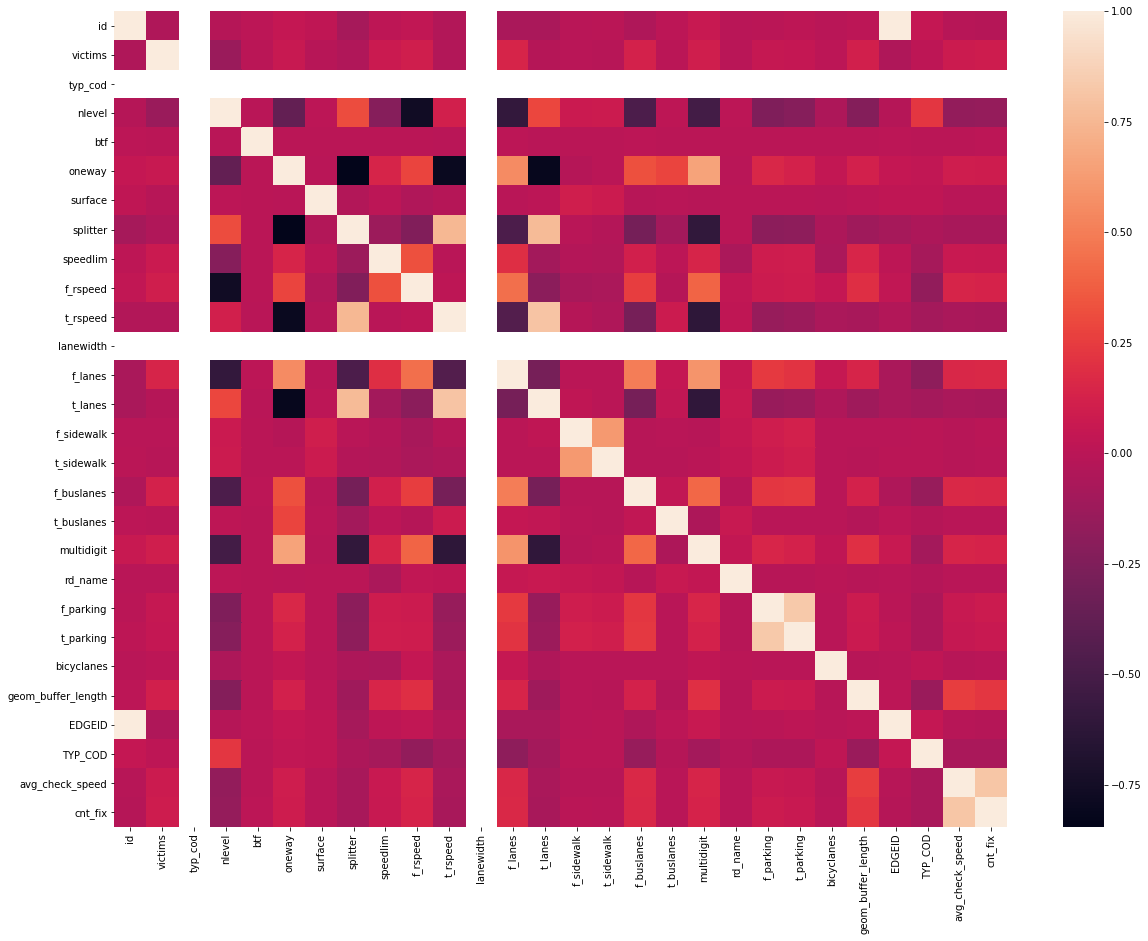 id
victims
typ_cod
nlevel
btf
oneway
surface
splitter
speedlim
f_rspeed
t_rspeed
lanewidth
f_lanes
t_lanes
f_sidewalk
t_sidewalk
f_buslanes
t_buslanes
multidigit
rd_name
f_parking
t_parking
bicyclanes
geom_buffer_length
EDGEID
TYP_COD
avg_check_speed
cnt_fix
id
victims
typ_cod
nlevel
btf
oneway
surface
splitter
speedlim
f_rspeed
t_rspeed
lanewidth
f_lanes
t_lanes
f_sidewalk
t_sidewalk
f_buslanes
t_buslanes
multidigit
rd_name
f_parking
t_parking
bicyclanes
geom_buffer_length
EDGEID
TYP_COD
avg_check_speed
cnt_fix
1.00
0.75
0.50
0.25
0.00
−0.25
−0.50
−0.75